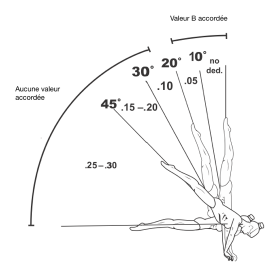 Valeur B accordée
10°
20°
30°
no
ded.
.05
.10
Aucune valeur
accordée
45°
.15 – .20
.25 – .30